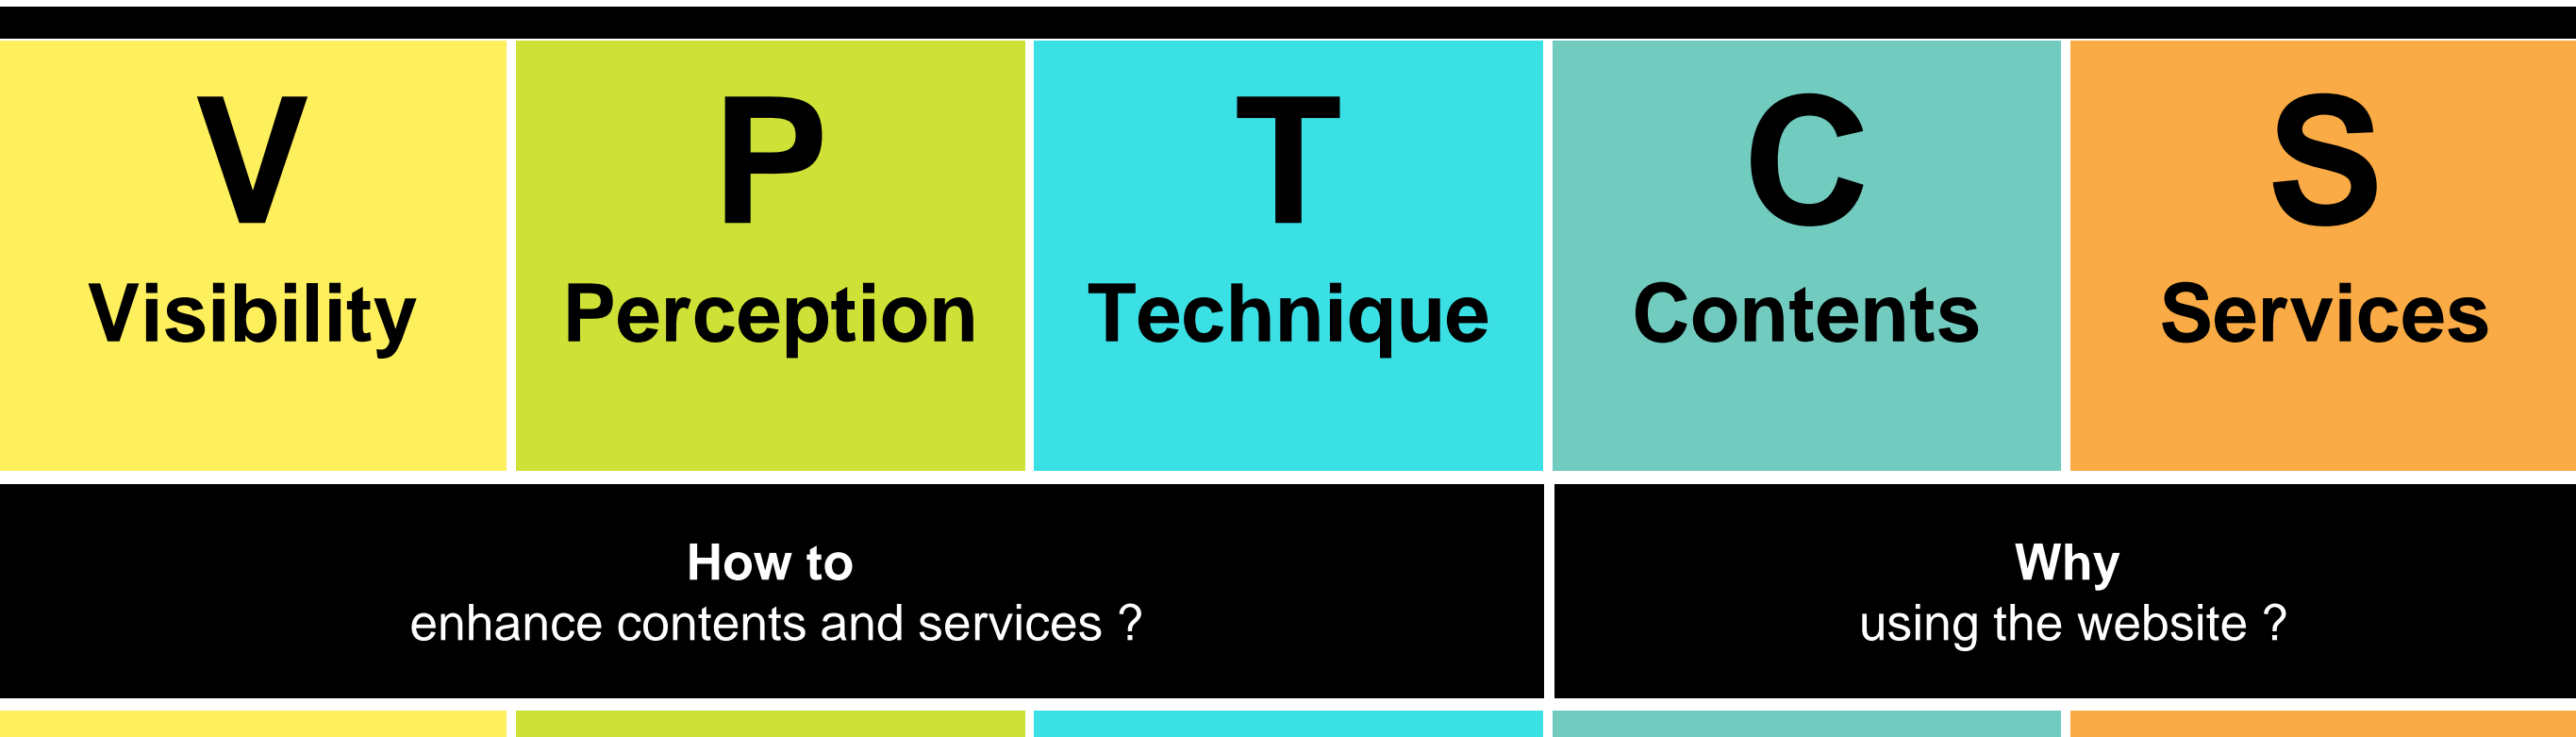 V P T C S
Visibility Perception Technique Contents Services
How to
enhance contents and services ?
Why
using the website ?